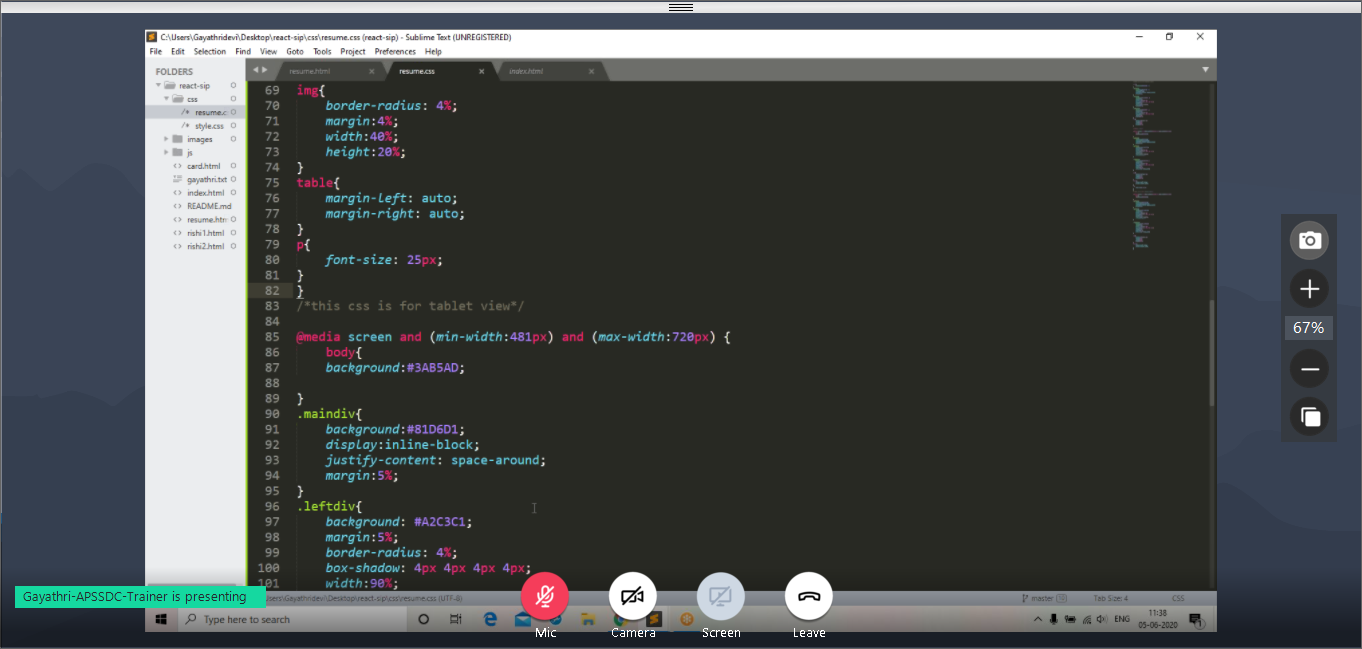 C:\Users\Gayathridevi\Desktop\react-sip\css\resume.css (react-sip) - Sublime Text (UNREGISTERED)
File Edit Selection Find View Goto Tools Project Preferences Help
FOLDERS
react-sip
css
/* resume.c
/* style.css
images
js
<> card.html
gayathri.txt
<> index.html
<> README.md
<> resume.htm
<> rishi1.html
<> rishi2.html
resume.html
resume.css
index.html
69 img{
70 border-radius: 4%;
71 margin:4%;
72 width:40%;
73 height:20%;
74 }
75 table{
76 margin-left: auto;
77 margin-right: auto;
78 }
79 p{
80 font-size: 25px;
81 }
82 }
83 /*this css is for tablet view*/
84
85 @media screen and (min-width:481px) and (max-width:720px) {
86 body{
87 background:#3AB5AD;
88
89 }
90 .maindiv{
91 background:#81D6D1;
92 display:inline-block;
93 justify-content: space-around;
94 margin:5%;
95 }
96 .leftdiv{
97 background: #A2C3C1;
98 margin:5%;
99 border-radius: 4%;
100 box-shadow: 4px 4px 4px 4px;
101 width:90%;
67%
Gayathri-APSSDC-Trainer is presenting
/Users/Gayathridevi/Desktop/react-sip/css/resume.css (UTF-8)
master
Tab Size: 4
CSS
Type here to search
ENG
11:38
05-06-2020
Mic
Camera
Screen
Leave